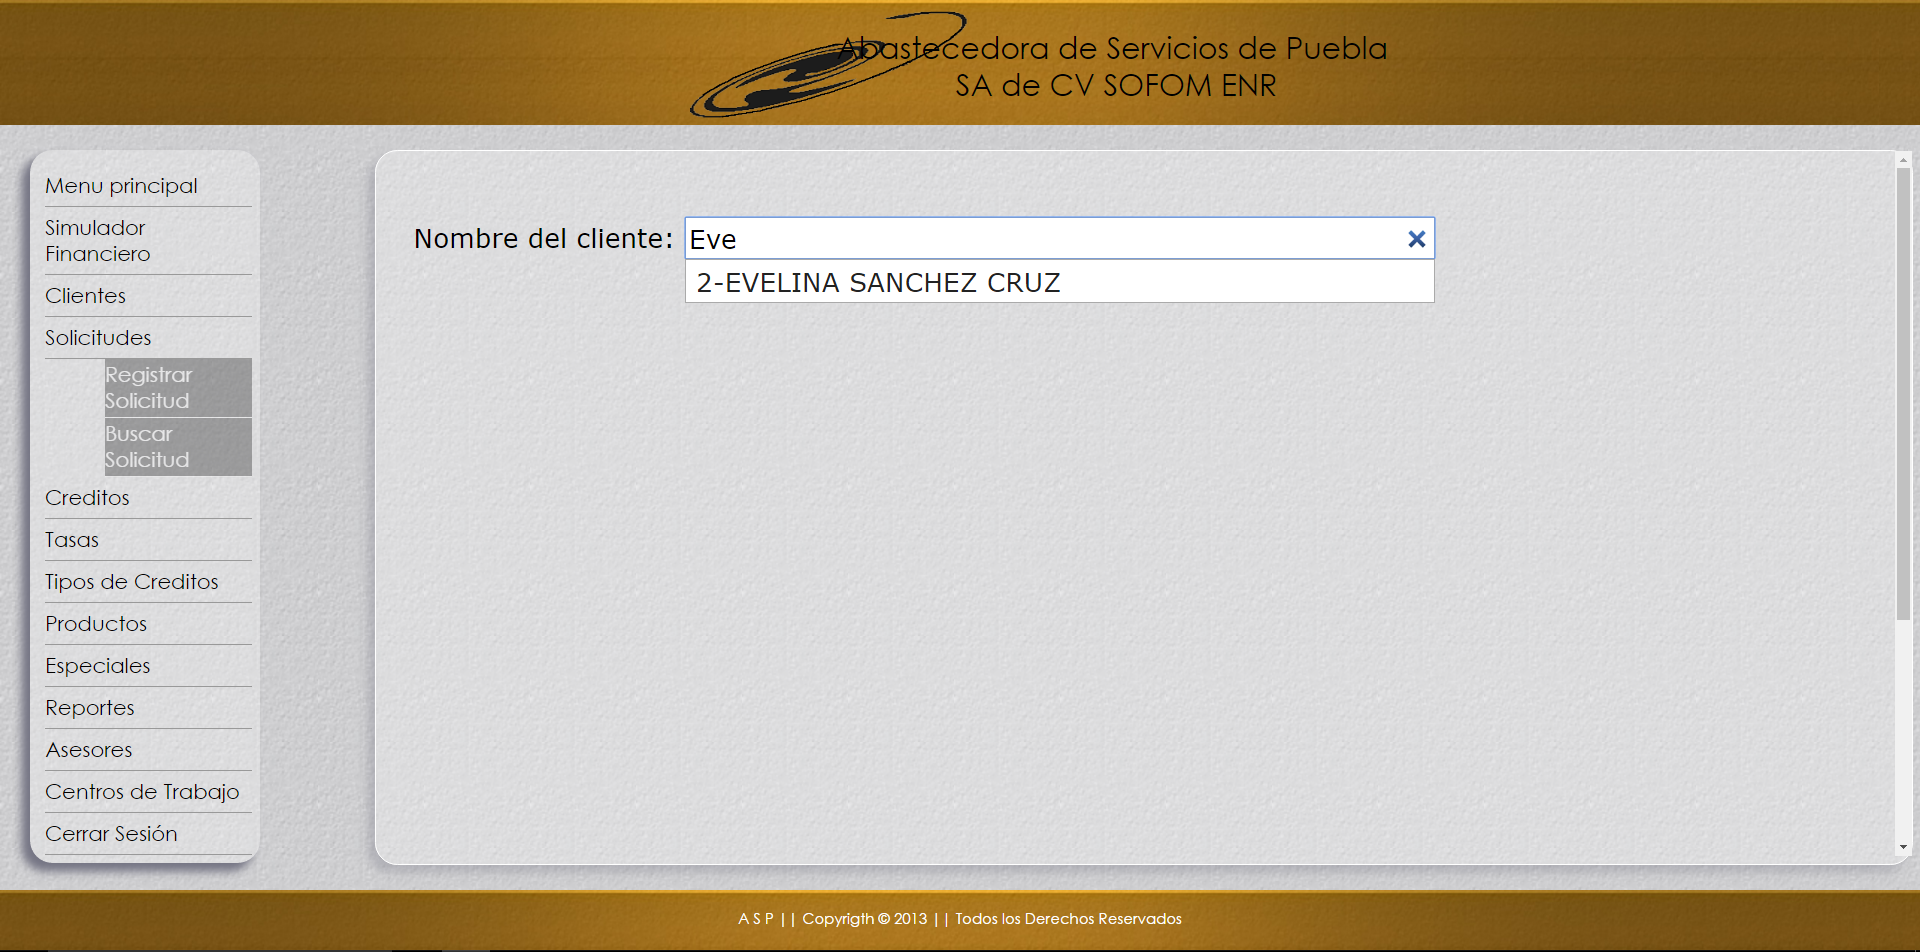 Abastecedora de Servicios de Puebla
SA de CV SOFOM ENR
Menu principal
Simulador
Financiero
Clientes
Solicitudes
Registrar
Solicitud
Buscar
Solicitud
Creditos
Tasas
Tipos de Creditos
Productos
Especiales
Reportes
Asesores
Centros de Trabajo
Cerrar Sesión
Nombre del cliente: Eve
2-EVELINA SANCHEZ CRUZ
A S P || Copyrigth © 2013 || Todos los Derechos Reservados